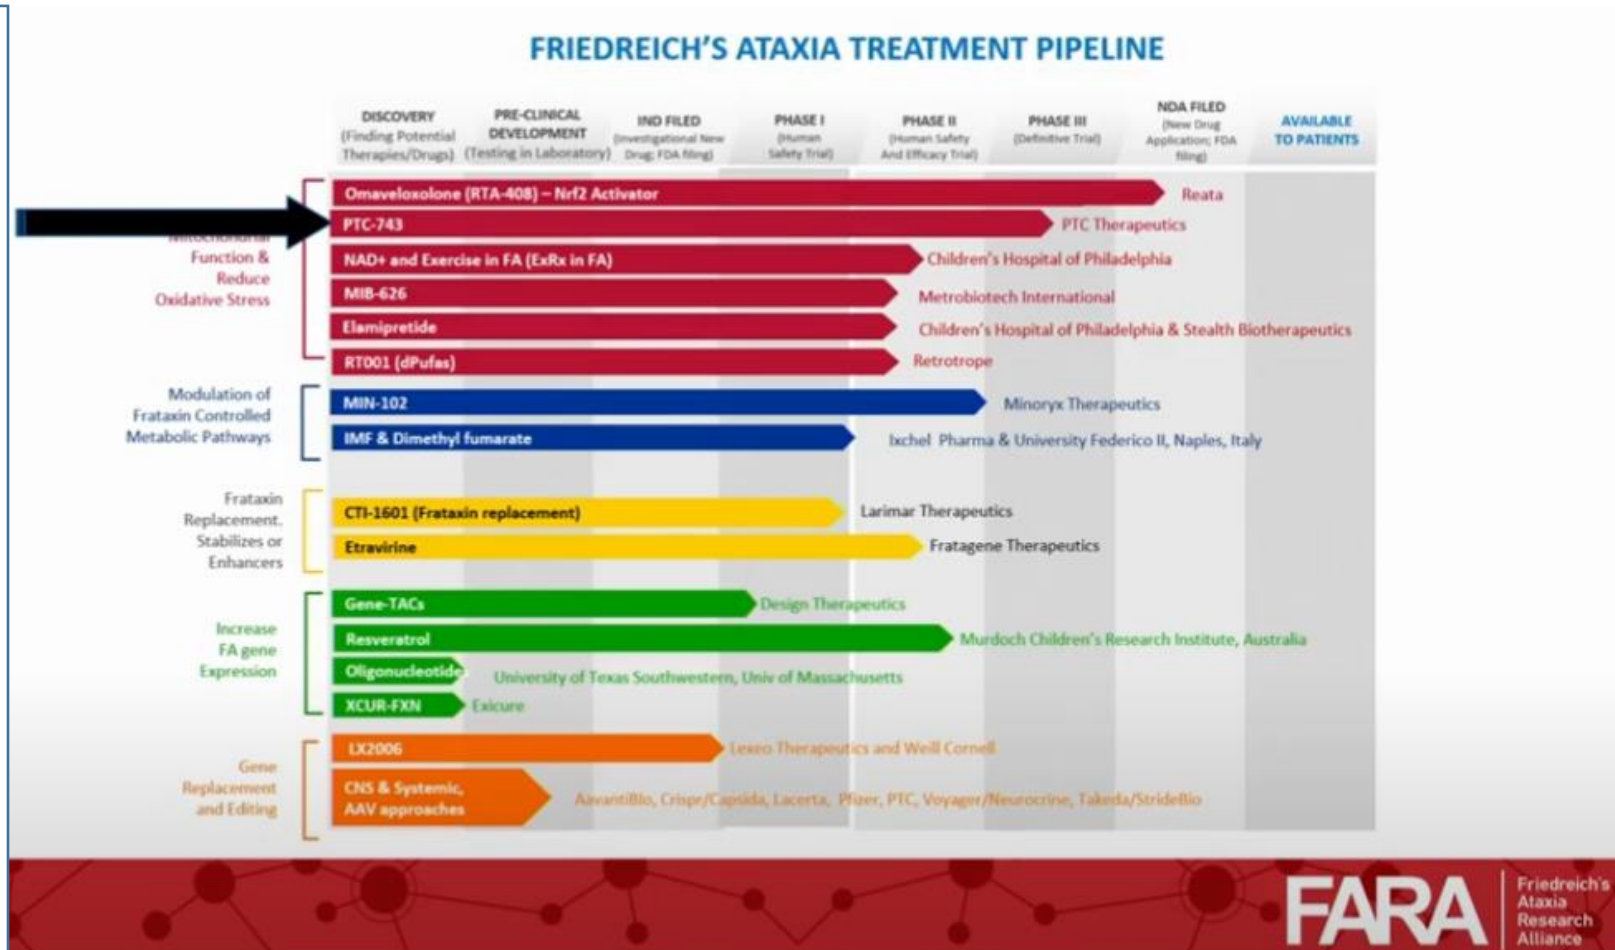 FRIEDREICH'S ATAXIA TREATMENT PIPELINE
DISCOVERY
(Finding Potential
Therapies/Drugs)
PRE-CLINICAL
DEVELOPMENT
(Testing in Laboratory)
IND FILED
(Investigational New
Drug; FDA filing)
PHASE I
(Human
Safety Trial)
PHASE II
(Human Safety
And Efficacy Trial)
PHASE III
(Definitive Trial)
NDA FILED
(New Drug
Application; FDA
filing)
AVAILABLE
TO PATIENTS
Mitochondrial
Function &
Reduce
Oxidative Stress
Omaveloxolone (RTA-408) – Nrf2 Activator
Reata
PTC-743
PTC Therapeutics
NAD+ and Exercise in FA (ExRx in FA)
Children's Hospital of Philadelphia
MIB-626
Metrobiotech International
Elamipretide
Children's Hospital of Philadelphia & Stealth Biotherapeutics
RT001 (dPufas)
Retrotrope
Modulation of
Frataxin Controlled
Metabolic Pathways
MIN-102
Minoryx Therapeutics
IMF & Dimethyl fumarate
Ixchel Pharma & University Federico II, Naples, Italy
Frataxin
Replacement.
Stabilizes or
Enhancers
CTI-1601 (Frataxin replacement)
Larimar Therapeutics
Etravirine
Fratagene Therapeutics
Increase
FA gene
Expression
Gene-TACs
Design Therapeutics
Resveratrol
Murdoch Children's Research Institute, Australia
Oligonucleotides
University of Texas Southwestern, Univ of Massachusetts
XCUR-FXN
Exicure
Gene
Replacement
and Editing
LX2006
Lexeo Therapeutics and Weill Cornell
CNS & Systemic,
AAV approaches
AavantiBio, Crispr/Capsida, Lacerta, Pfizer, PTC, Voyager/Neurocrine, Takeda/StrideBio
FARA
Friedreich's
Ataxia
Research
Alliance